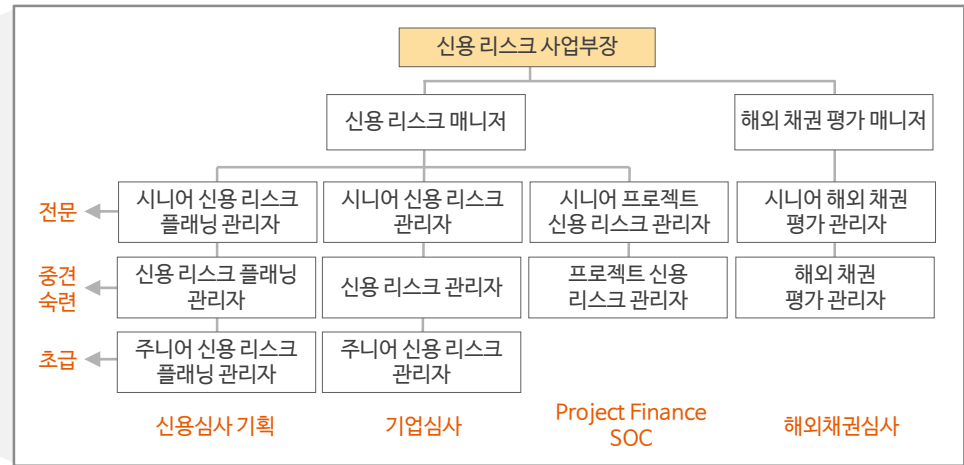 신용 리스크 사업부장
신용 리스크 매니저
해외 채권 평가 매니저
전문
시니어 신용 리스크
플래닝 관리자
시니어 신용 리스크
관리자
시니어 프로젝트
신용 리스크 관리자
시니어 해외 채권
평가 관리자
중견
숙련
신용 리스크 플래닝
관리자
신용 리스크 관리자
프로젝트 신용
리스크 관리자
해외 채권
평가 관리자
초급
주니어 신용 리스크
플래닝 관리자
주니어 신용 리스크
관리자
신용심사 기획
기업심사
Project Finance
SOC
해외채권심사